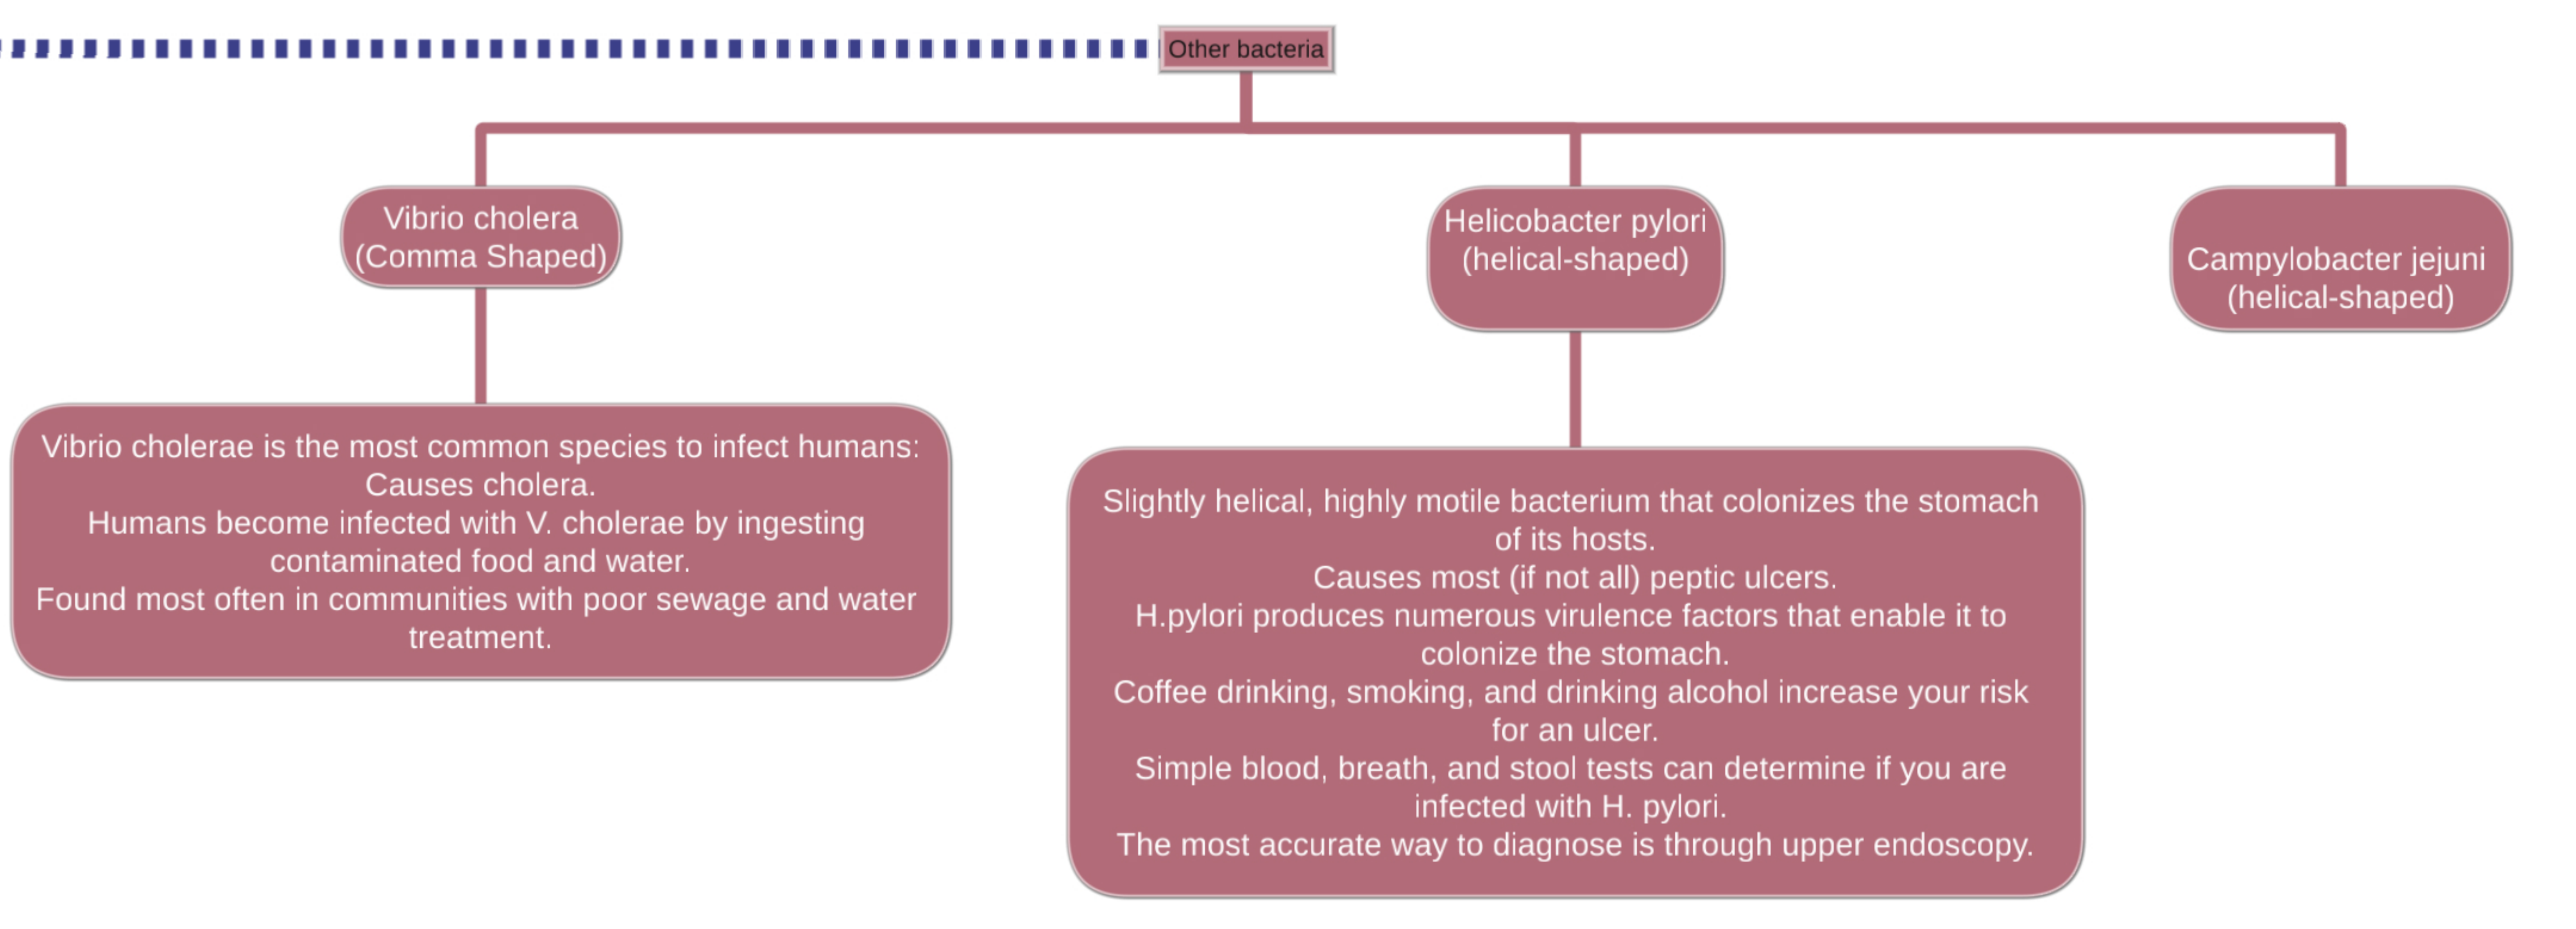 Other bacteria
Vibrio cholera
(Comma Shaped)
Helicobacter pylori
(helical-shaped)
Campylobacter jejuni
(helical-shaped)
Vibrio cholerae is the most common species to infect humans:
Causes cholera.
Humans become infected with V. cholerae by ingesting
contaminated food and water.
Found most often in communities with poor sewage and water
treatment.
Slightly helical, highly motile bacterium that colonizes the stomach
of its hosts.
Causes most (if not all) peptic ulcers.
H.pylori produces numerous virulence factors that enable it to
colonize the stomach.
Coffee drinking, smoking, and drinking alcohol increase your risk
for an ulcer.
Simple blood, breath, and stool tests can determine if you are
infected with H. pylori.
The most accurate way to diagnose is through upper endoscopy.